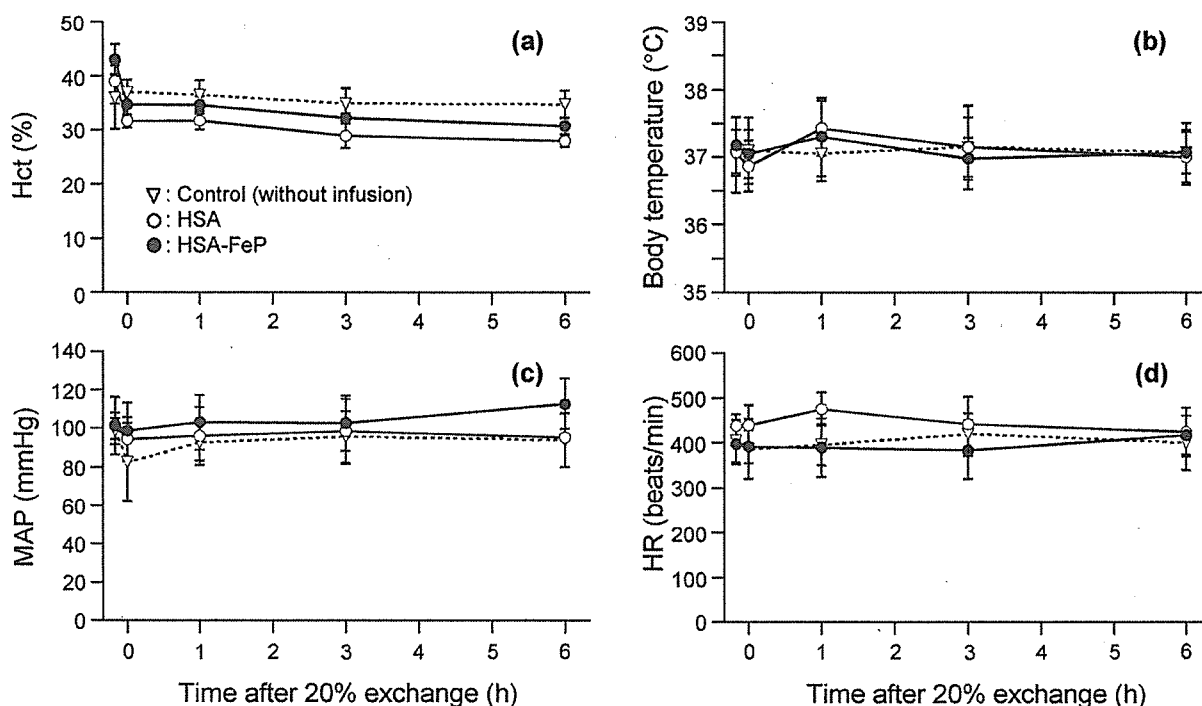 (a)
Hct (%)
50
40
30
20
10
0
▽ : Control (without infusion)
○ : HSA
● : HSA-FeP
0 1 2 3 4 5 6
(b)
Body temperature (°C)
39
38
37
36
35
0 1 2 3 4 5 6
(c)
MAP (mmHg)
140
120
100
80
60
40
20
0
0 1 2 3 4 5 6
Time after 20% exchange (h)
(d)
HR (beats/min)
600
500
400
300
200
100
0
0 1 2 3 4 5 6
Time after 20% exchange (h)